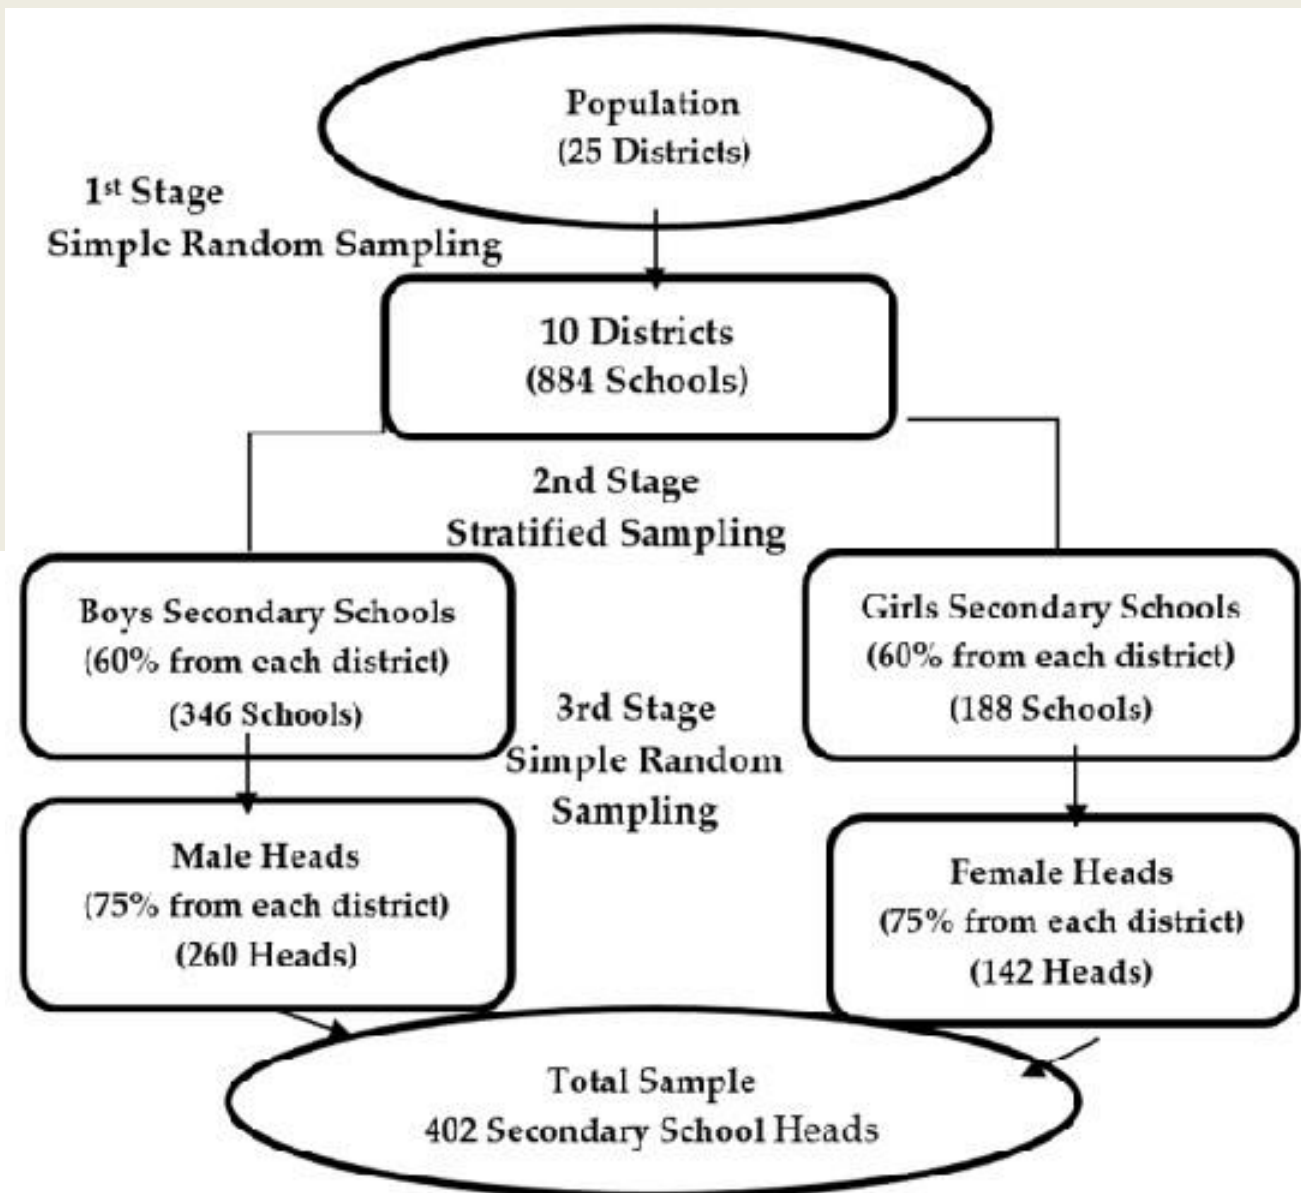 Population
(25 Districts)
1st Stage
Simple Random Sampling
10 Districts
(884 Schools)
2nd Stage
Stratified Sampling
Boys Secondary Schools
(60% from each district)
(346 Schools)
Girls Secondary Schools
(60% from each district)
(188 Schools)
3rd Stage
Simple Random
Sampling
Male Heads
(75% from each district)
(260 Heads)
Female Heads
(75% from each district)
(142 Heads)
Total Sample
402 Secondary School Heads